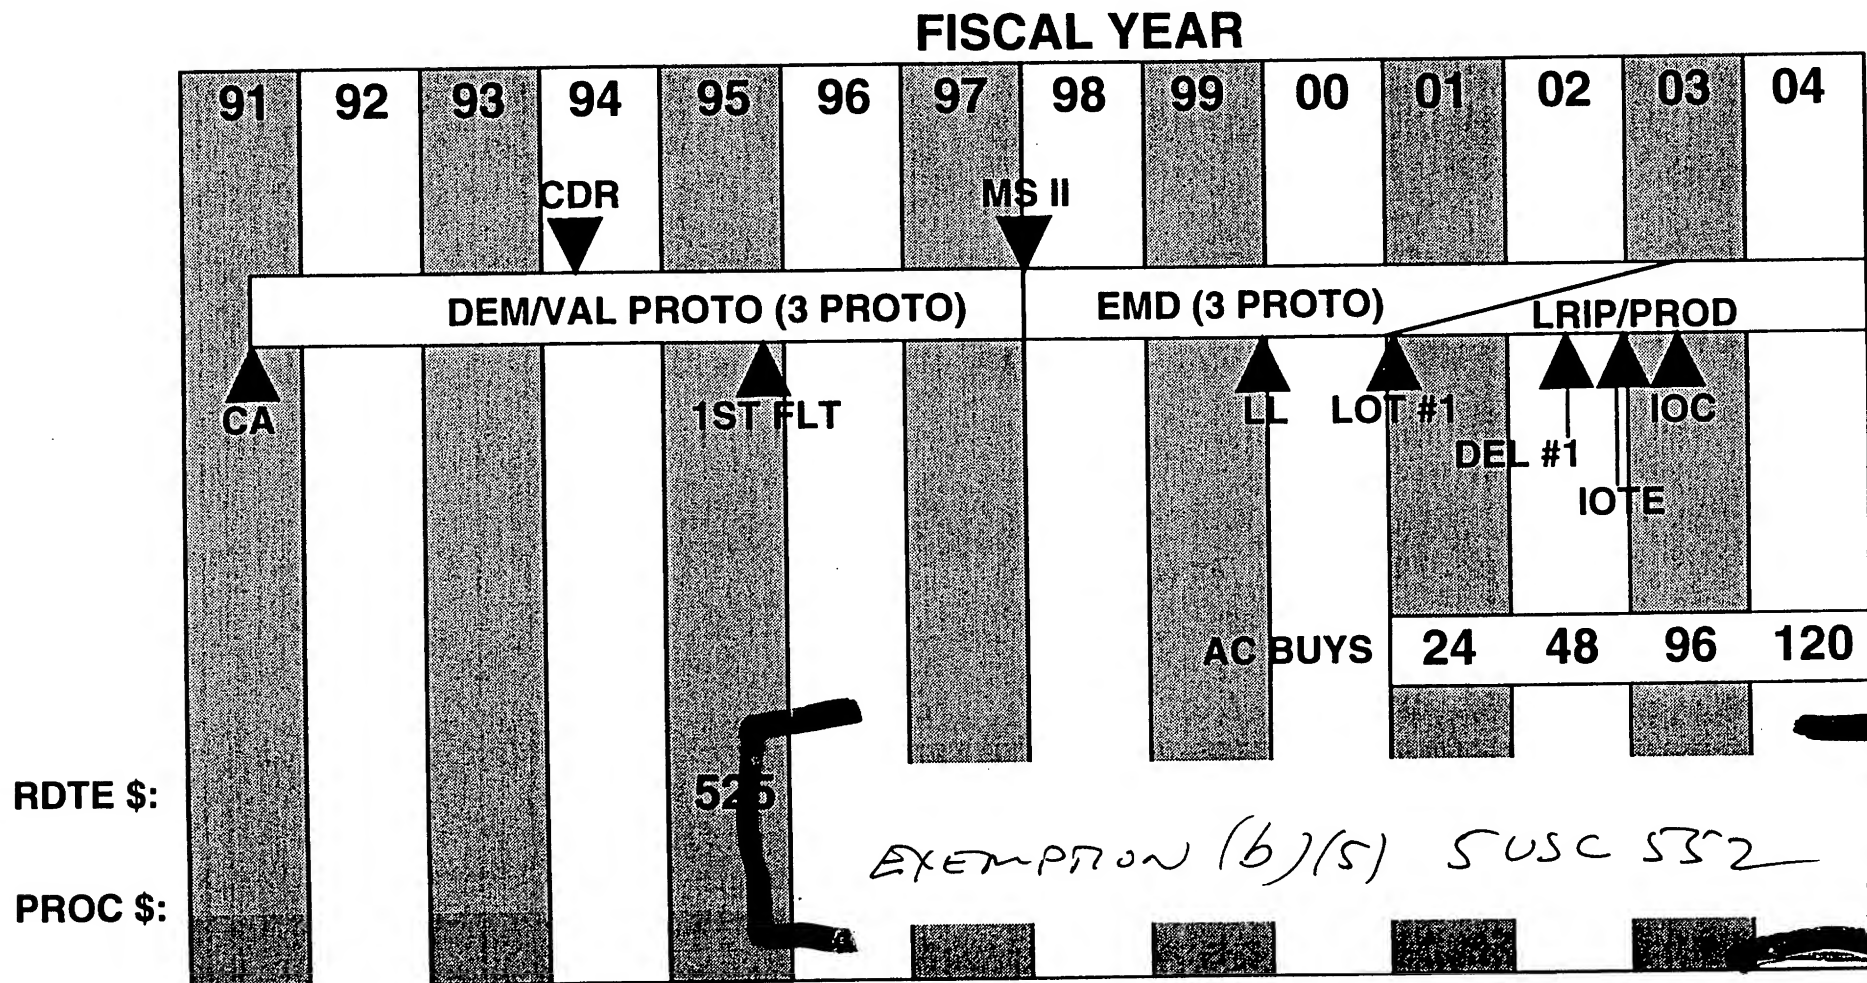 FISCAL YEAR
91 92 93 94 95 96 97 98 99 00 01 02 03 04
CDR MS II
DEM/VAL PROTO (3 PROTO) EMD (3 PROTO) LRIP/PROD
CA 1ST FLT LL LOT #1 IOC
DEL #1
IOTE
AC BUYS 24 48 96 120
RDTE $: 525
EXEMPTION (b)(5) 5 USC 552
PROC $: